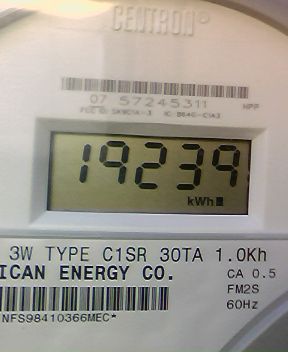 CENTRON®
07 57245311
HPP
19239
kWh
3W TYPE C1SR 30TA 1.0Kh
ICAN ENERGY CO.
CA 0.5
FM2S
60Hz
NFS98410366MEC*